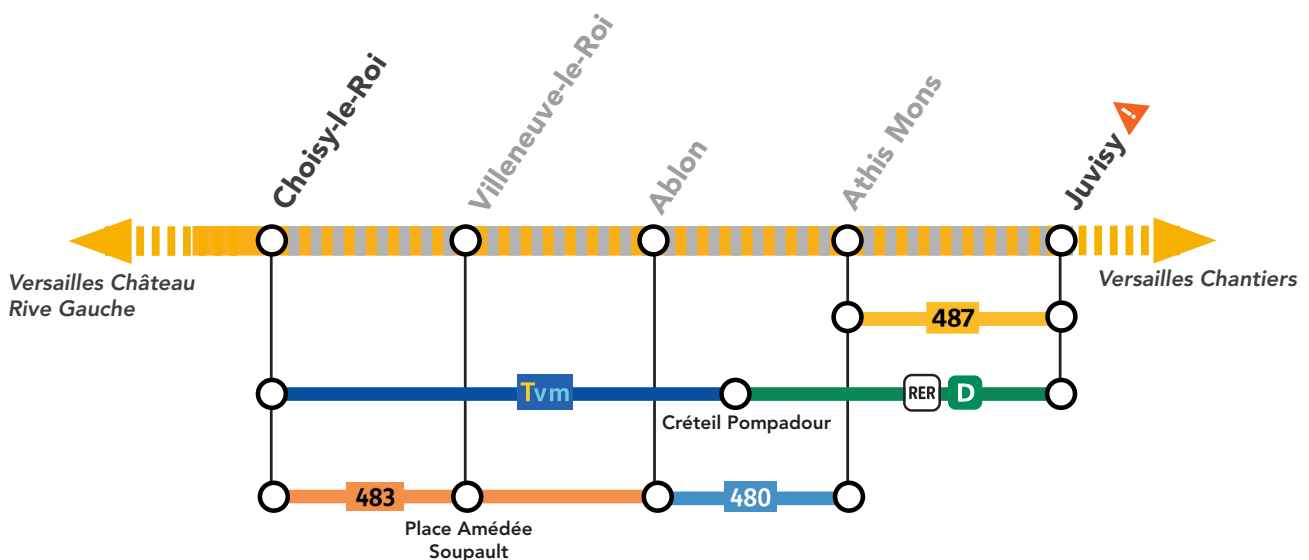 Choisy-le-Roi
Villeneuve-le-Roi
Ablon
Athis Mons
Juvisy !
Versailles Château
Rive Gauche
Versailles Chantiers
487
Tvm
RER D
Créteil Pompadour
483
480
Place Amédée
Soupault